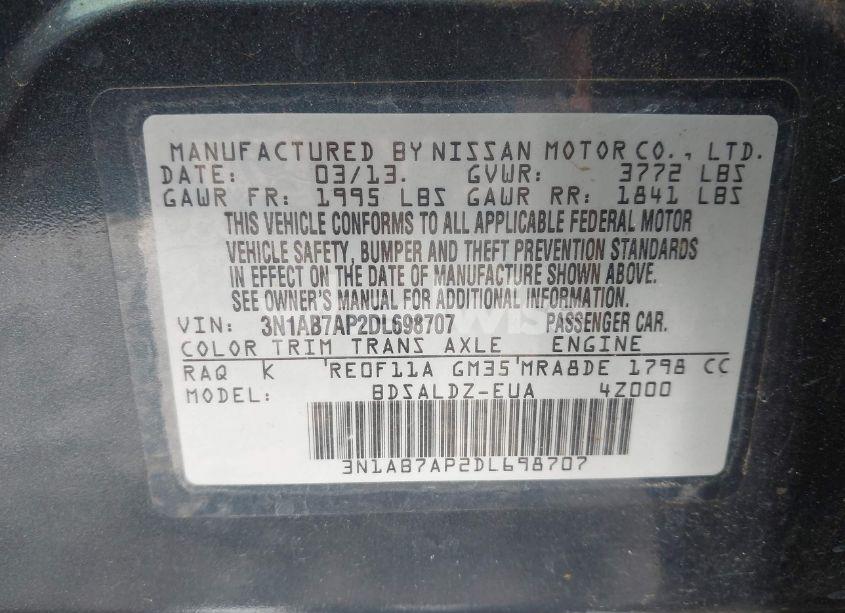 MANUFACTURED BY NISSAN MOTOR CO., LTD.
DATE: 03/13. GVWR: 3772 LBS
GAWR FR: 1995 LBS GAWR RR: 1841 LBS
THIS VEHICLE CONFORMS TO ALL APPLICABLE FEDERAL MOTOR
VEHICLE SAFETY, BUMPER AND THEFT PREVENTION STANDARDS
IN EFFECT ON THE DATE OF MANUFACTURE SHOWN ABOVE.
SEE OWNER'S MANUAL FOR ADDITIONAL INFORMATION.
VIN: 3N1AB7AP2DL698707 PASSENGER CAR.
COLOR TRIM TRANS AXLE ENGINE
RAQ K RE0F11A GM35 MRA8DE 1798 CC
MODEL: BDSALDZ-EUA 4Z000
3N1AB7AP2DL698707